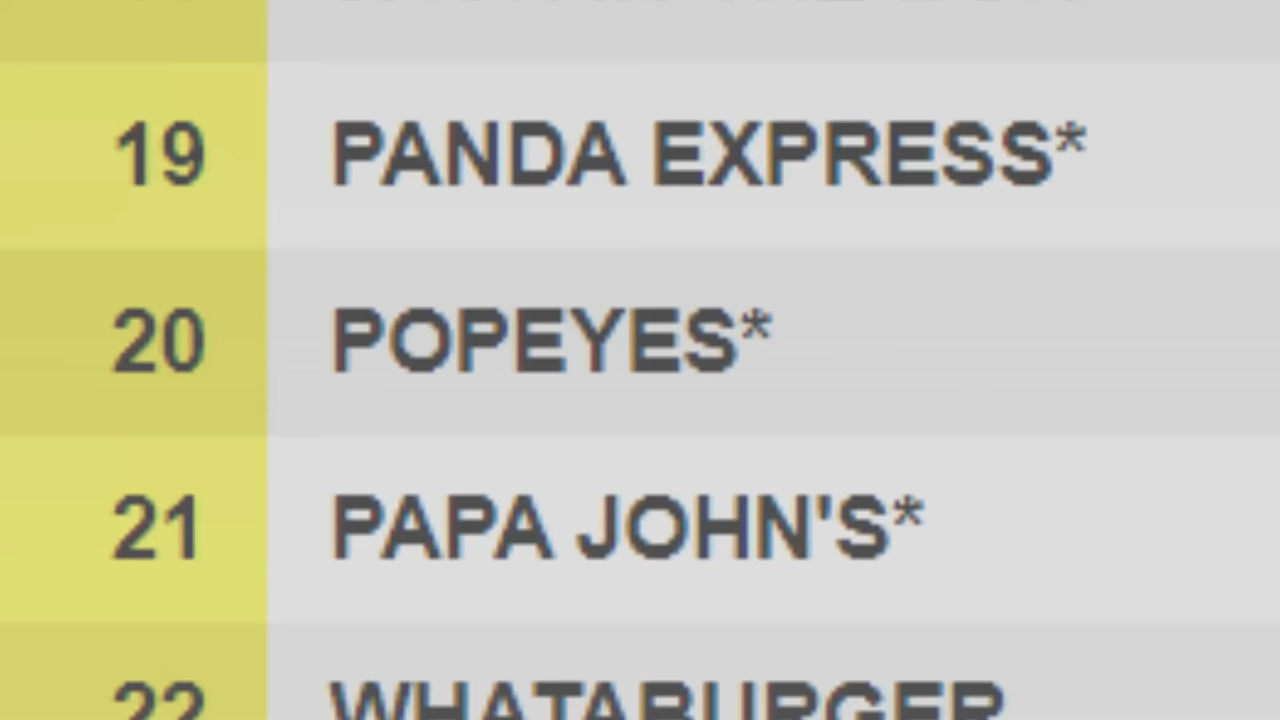 19 PANDA EXPRESS*
20 POPEYES*
21 PAPA JOHN'S*
22 WHATABURGER